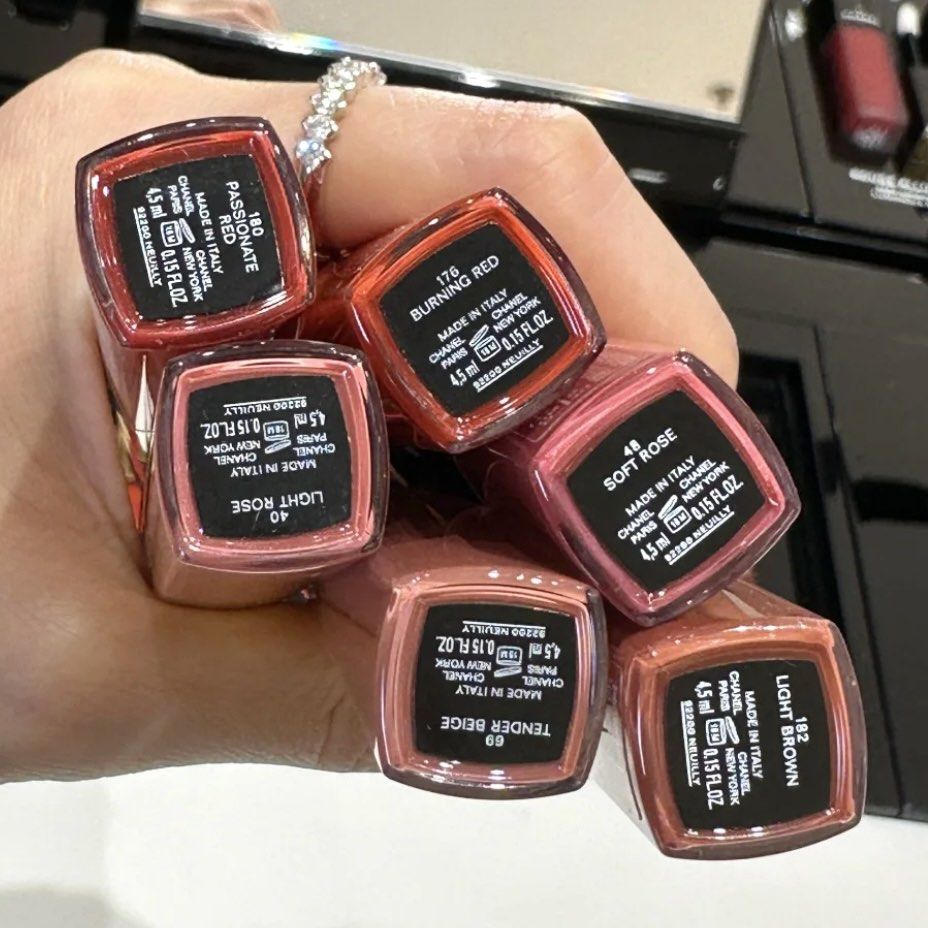 180
PASSIONATE
RED
MADE IN ITALY
CHANEL CHANEL
PARIS NEW YORK
4,5 ml 18M 0.15 FL.OZ.
92200 NEUILLY
176
BURNING RED
MADE IN ITALY
CHANEL CHANEL
PARIS NEW YORK
4,5 ml 18M 0.15 FL.OZ.
92200 NEUILLY
40
LIGHT ROSE
MADE IN ITALY
CHANEL CHANEL
PARIS NEW YORK
4,5 ml 18M 0.15 FL.OZ.
92200 NEUILLY
48
SOFT ROSE
MADE IN ITALY
CHANEL CHANEL
PARIS NEW YORK
4,5 ml 18M 0.15 FL.OZ.
92200 NEUILLY
69
TENDER BEIGE
MADE IN ITALY
CHANEL CHANEL
PARIS NEW YORK
4,5 ml 18M 0.15 FL.OZ.
92200 NEUILLY
182
LIGHT BROWN
MADE IN ITALY
CHANEL CHANEL
PARIS NEW YORK
4,5 ml 18M 0.15 FL.OZ.
92200 NEUILLY